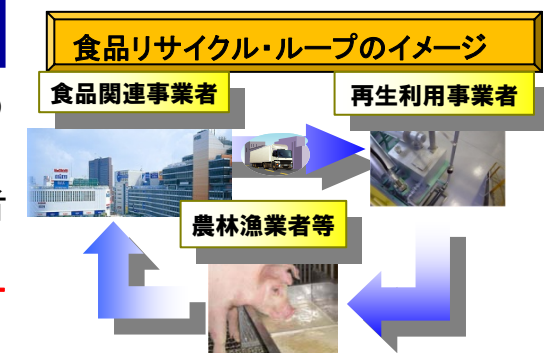 食品リサイクル・ループのイメージ
食品関連事業者
再生利用事業者
農林漁業者等